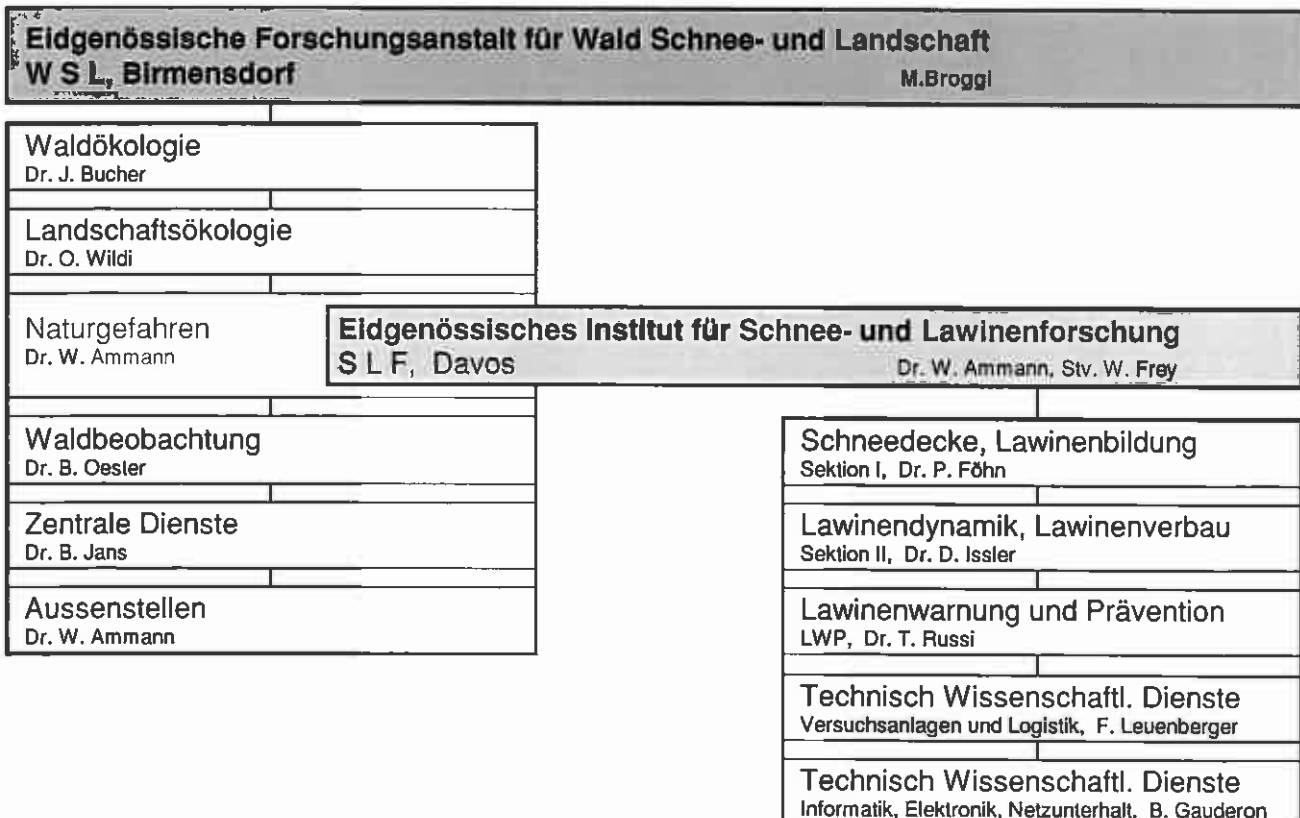 Eidgenössische Forschungsanstalt für Wald Schnee- und Landschaft
W S L, Birmensdorf
M.Broggi
Waldökologie
Dr. J. Bucher
Landschaftsökologie
Dr. O. Wildi
Naturgefahren
Dr. W. Ammann
Eidgenössisches Institut für Schnee- und Lawinenforschung
S L F, Davos
Dr. W. Ammann, Stv. W. Frey
Waldbeobachtung
Dr. B. Oester
Zentrale Dienste
Dr. B. Jans
Aussenstellen
Dr. W. Ammann
Schneedecke, Lawinenbildung
Sektion I, Dr. P. Föhn
Lawinendynamik, Lawinenverbau
Sektion II, Dr. D. Issler
Lawinenwarnung und Prävention
LWP, Dr. T. Russi
Technisch Wissenschaftl. Dienste
Versuchsanlagen und Logistik, F. Leuenberger
Technisch Wissenschaftl. Dienste
Informatik, Elektronik, Netzunterhalt, B. Gauderon